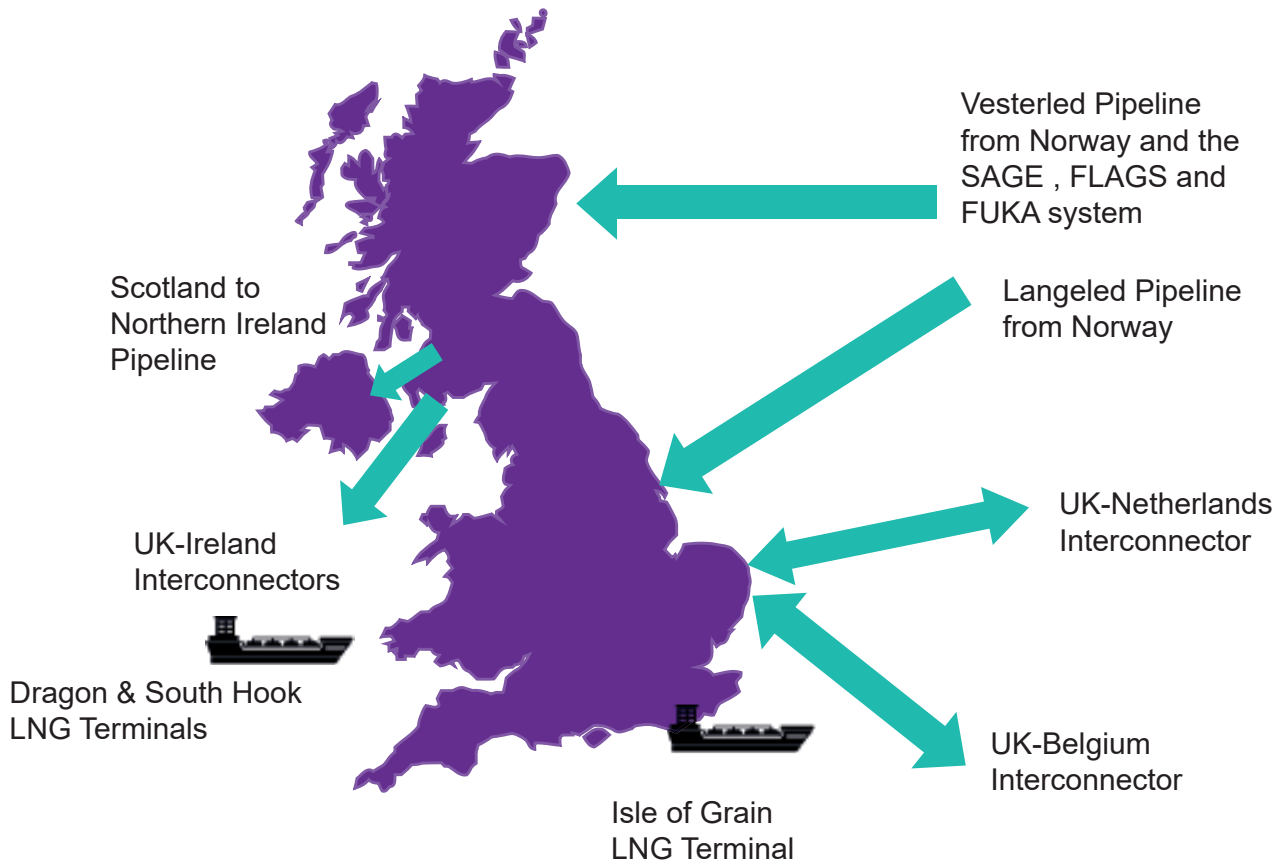 Vesterled Pipeline
from Norway and the
SAGE , FLAGS and
FUKA system
Scotland to
Northern Ireland
Pipeline
Langeled Pipeline
from Norway
UK-Netherlands
Interconnector
UK-Ireland
Interconnectors
Dragon & South Hook
LNG Terminals
UK-Belgium
Interconnector
Isle of Grain
LNG Terminal